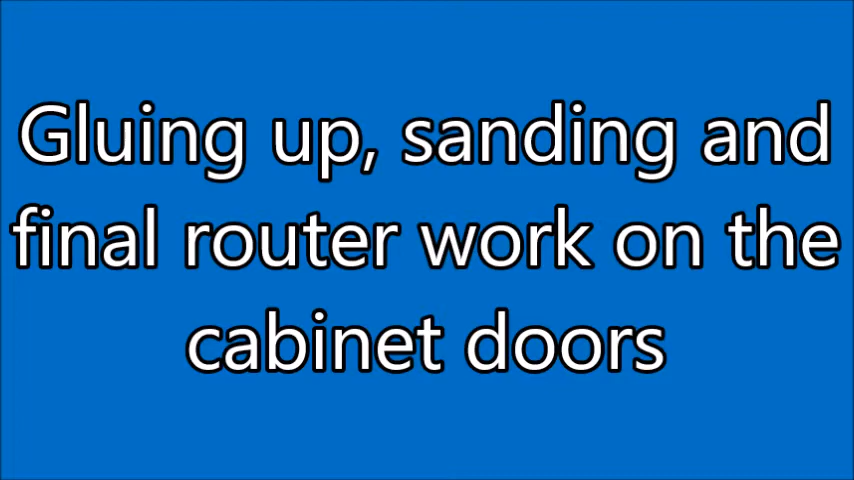 Gluing up, sanding and
final router work on the
cabinet doors